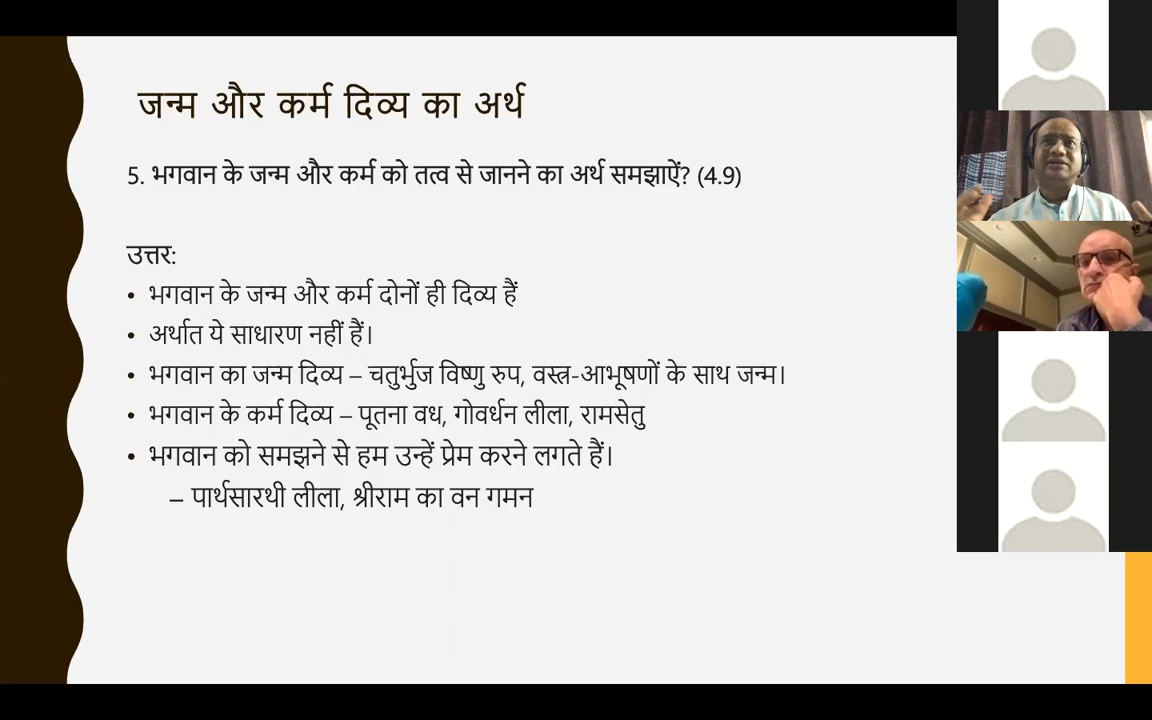 जन्म और कर्म दिव्य का अर्थ
5. भगवान के जन्म और कर्म को तत्व से जानने का अर्थ समझाऐं? (4.9)
उत्तर:
• भगवान के जन्म और कर्म दोनों ही दिव्य हैं
• अर्थात ये साधारण नहीं हैं।
• भगवान का जन्म दिव्य – चतुर्भुज विष्णु रुप, वस्त्र-आभूषणों के साथ जन्म।
• भगवान के कर्म दिव्य – पूतना वध, गोवर्धन लीला, रामसेतु
• भगवान को समझने से हम उन्हें प्रेम करने लगते हैं।
– पार्थसारथी लीला, श्रीराम का वन गमन